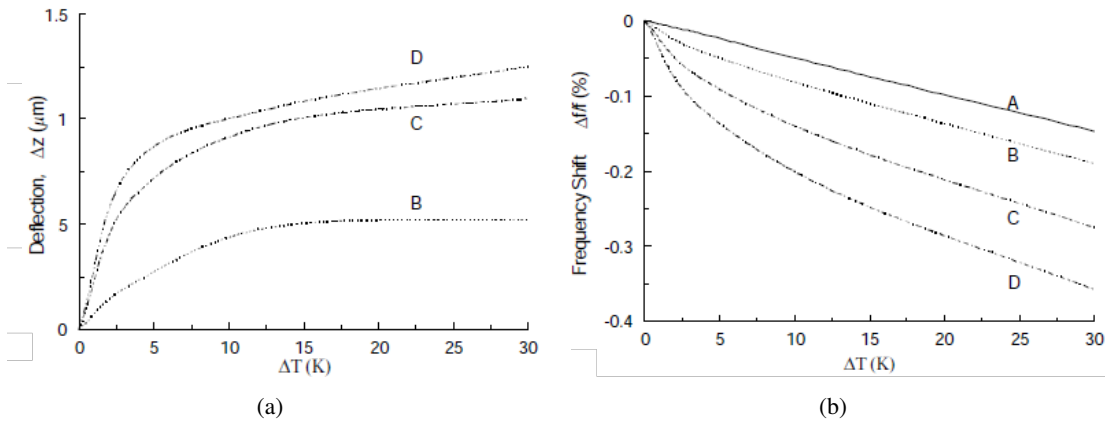 1.5
1
5
0
Deflection, Δz (μm)
D
C
B
0 5 10 15 20 25 30
ΔT (K)
(a)
0
-0.1
-0.2
-0.3
-0.4
Frequency Shift Δf/f (%)
A
B
C
D
0 5 10 15 20 25 30
ΔT (K)
(b)